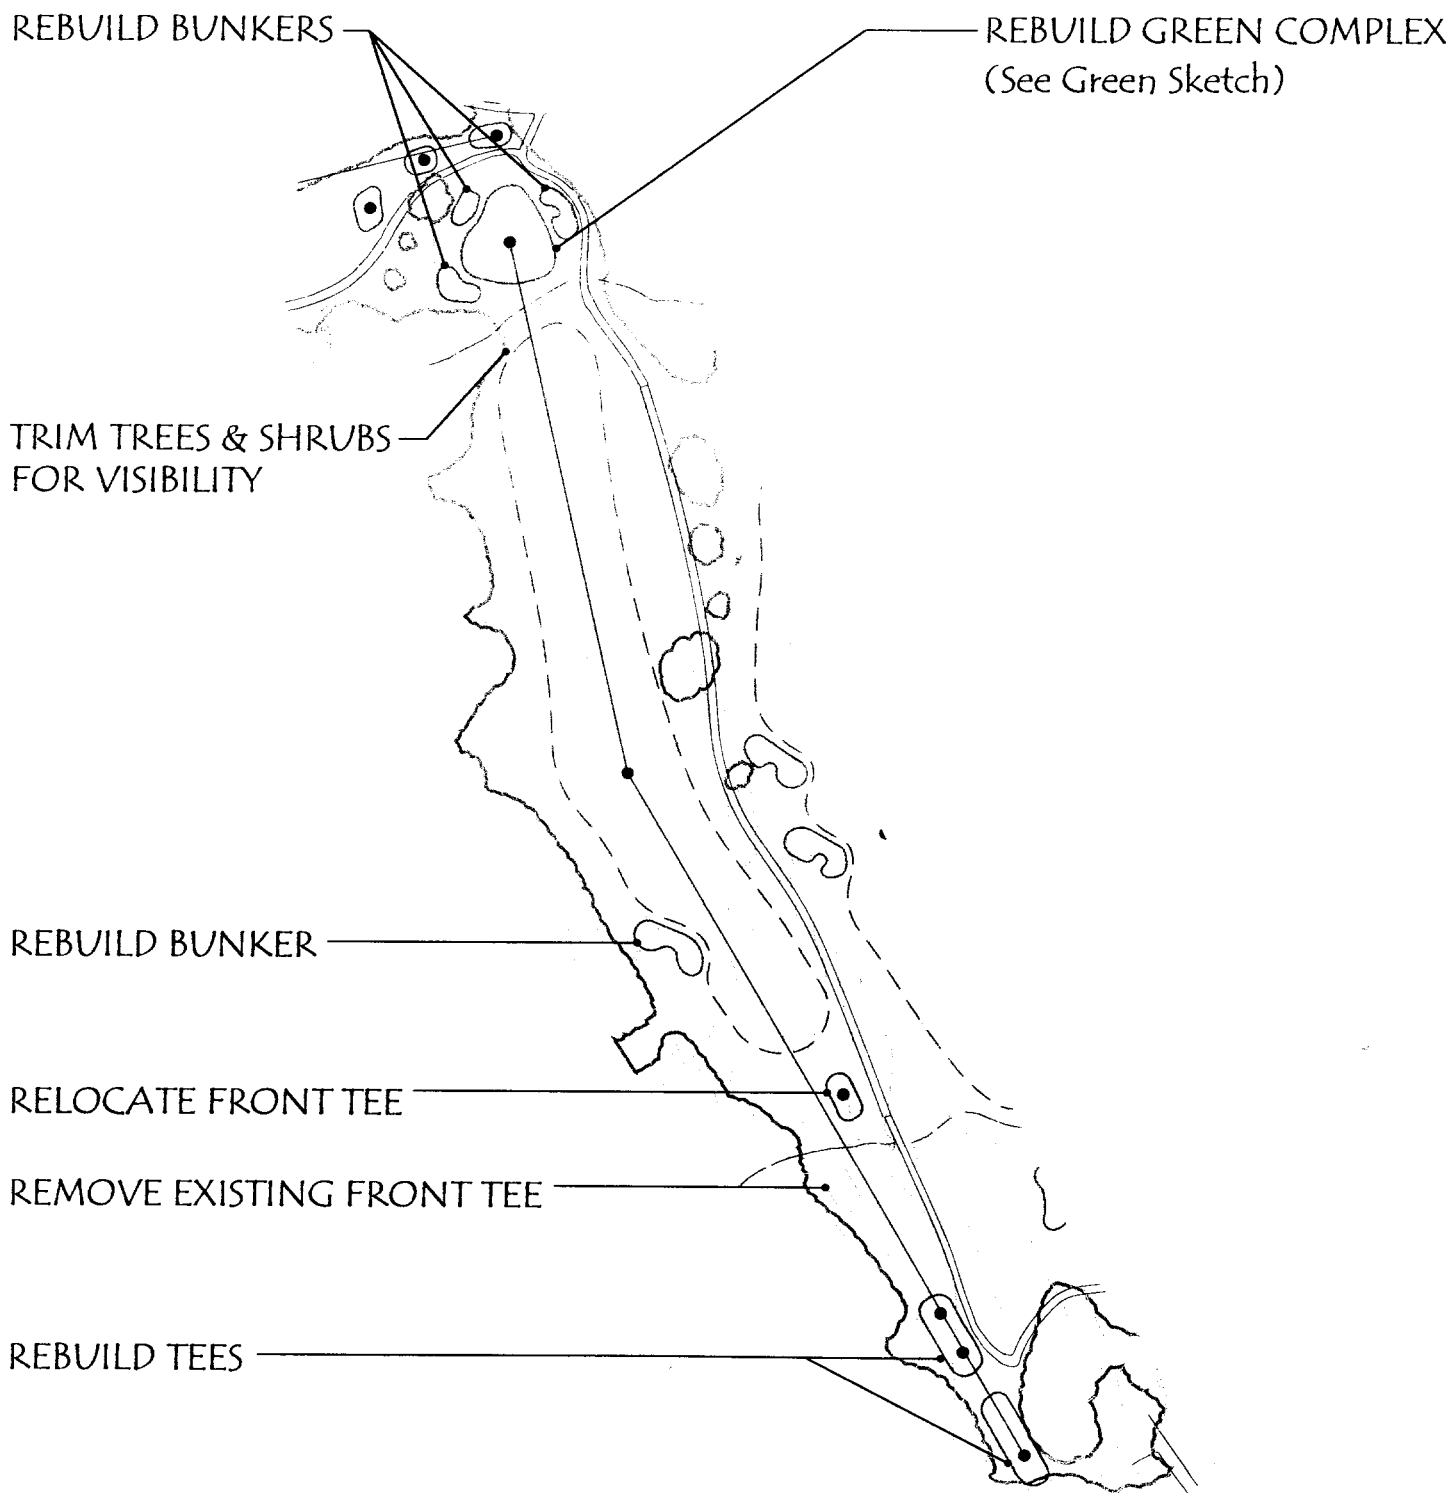 REBUILD BUNKERS
REBUILD GREEN COMPLEX
(See Green Sketch)
TRIM TREES & SHRUBS
FOR VISIBILITY
REBUILD BUNKER
RELOCATE FRONT TEE
REMOVE EXISTING FRONT TEE
REBUILD TEES